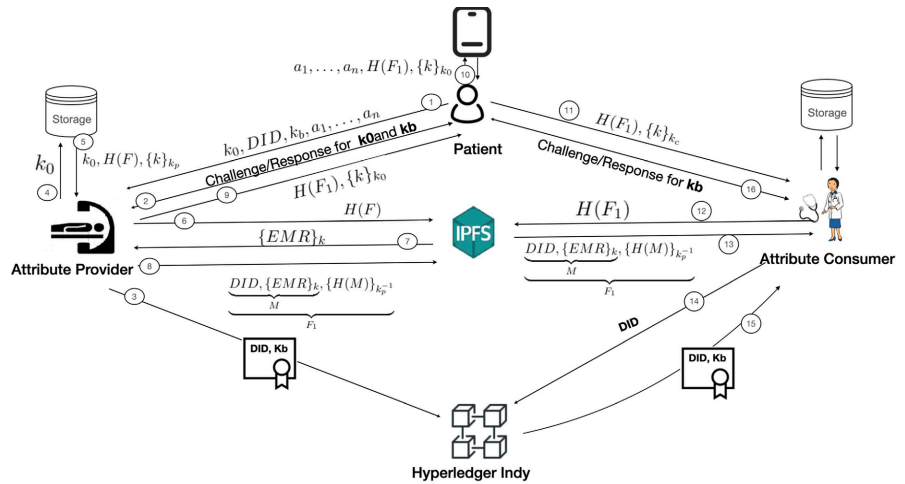 a_1, ..., a_n, H(F_1), {k}_{k_0}
10
1
11
k_0, DID, k_b, a_1, ..., a_n
H(F_1), {k}_{k_c}
Storage
Storage
5
Challenge/Response for k0and kb
Patient
k_0
k_0, H(F), {k}_{k_p}
Challenge/Response for kb
4
2
9
16
H(F_1), {k}_{k_0}
6
H(F)
H(F_1)
12
IPFS
{EMR}_k
7
13
Attribute Provider
8
DID, {EMR}_k, {H(M)}_{k_p^{-1}}
Attribute Consumer
DID, {EMR}_k, {H(M)}_{k_p^{-1}}
M
M
F_1
F_1
3
14
DID
15
DID, Kb
DID, Kb
Hyperledger Indy